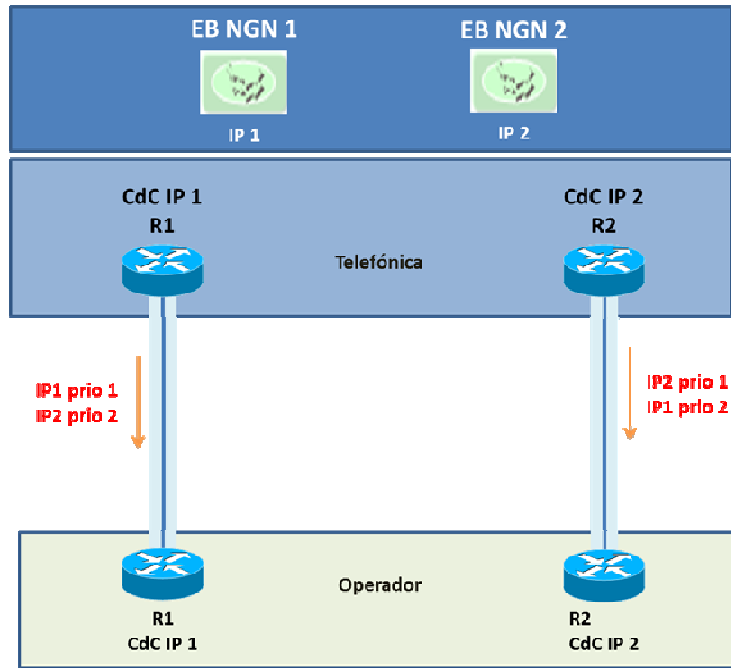 EB NGN 1
EB NGN 2
IP 1
IP 2
CdC IP 1
R1
CdC IP 2
R2
Telefónica
IP1 prio 1
IP2 prio 2
IP2 prio 1
IP1 prio 2
Operador
R1
CdC IP 1
R2
CdC IP 2